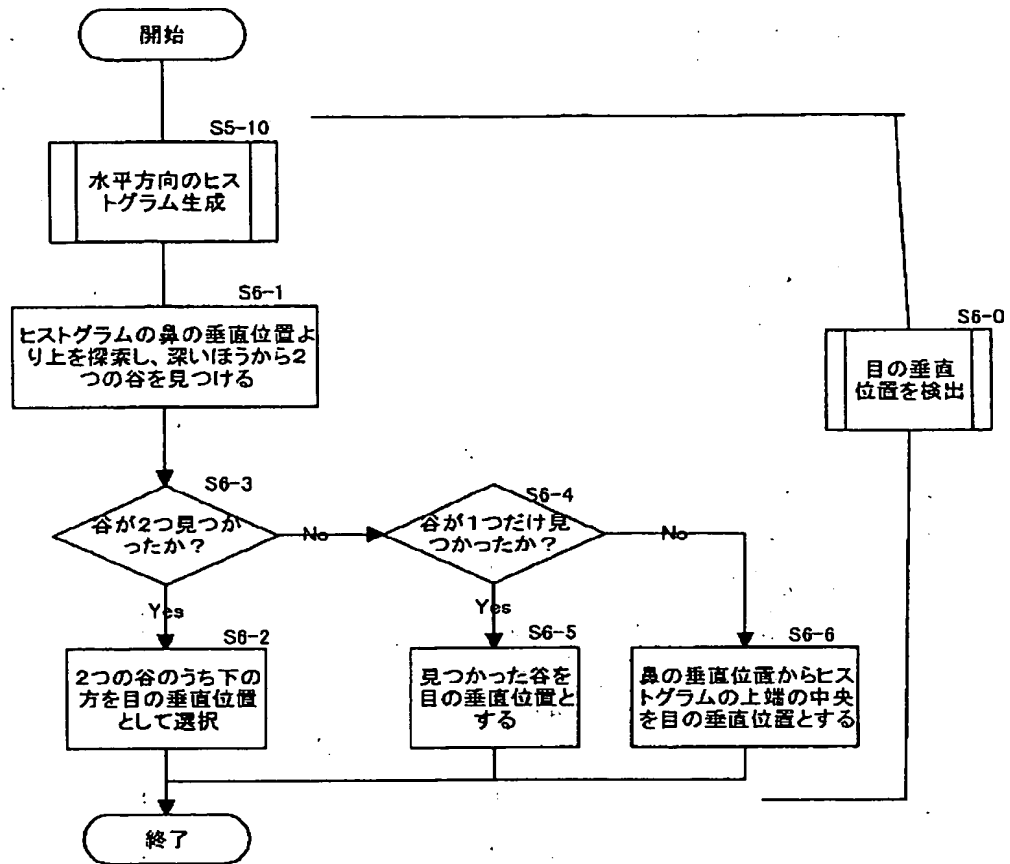 開始
S5-10
水平方向のヒス
トグラム生成
S6-1
ヒストグラムの鼻の垂直位置よ
り上を探索し、深いほうから2
つの谷を見つける
S6-0
目の垂直
位置を検出
S6-3
谷が2つ見つか
ったか？
No
S6-4
谷が1つだけ見
つかったか？
No
Yes
Yes
S6-2
2つの谷のうち下の
方を目の垂直位置
として選択
S6-5
見つかった谷を
目の垂直位置と
する
S6-6
鼻の垂直位置からヒス
トグラムの上端の中央
を目の垂直位置とする
終了